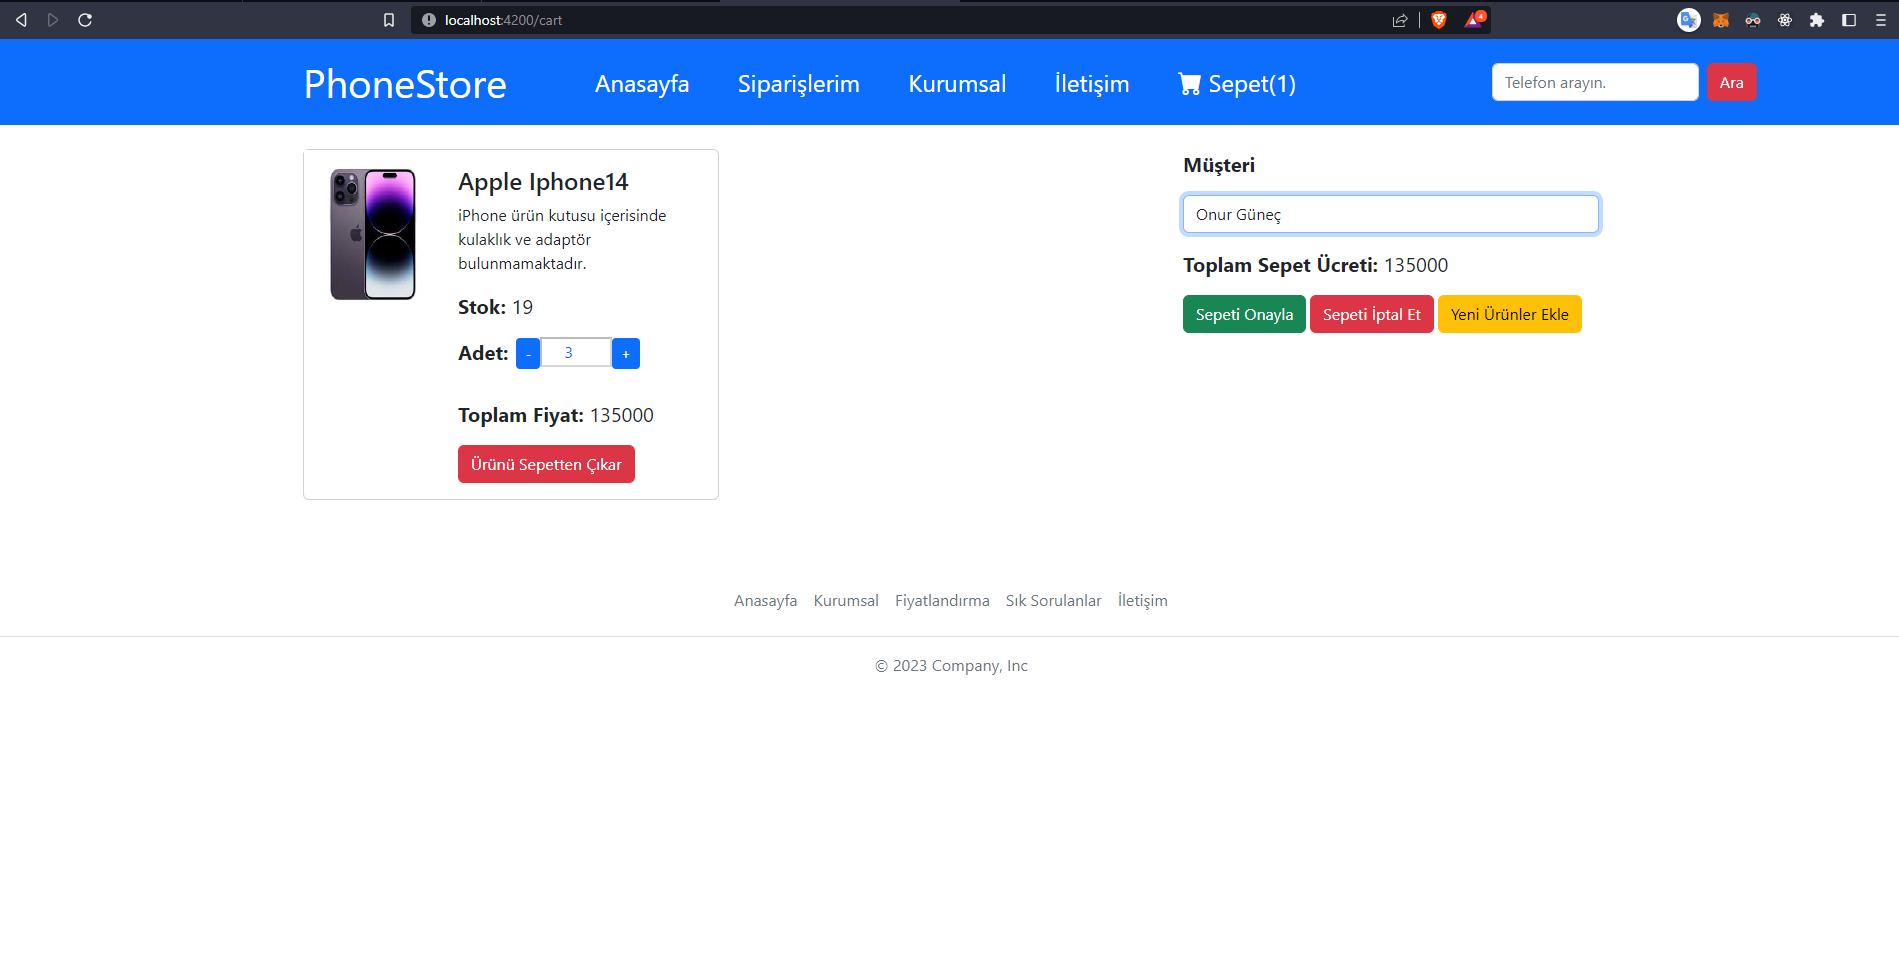 localhost:4200/cart
4
PhoneStore
Anasayfa
Siparişlerim
Kurumsal
İletişim
Sepet(1)
Telefon arayın.
Ara
Apple Iphone14
iPhone ürün kutusu içerisinde
kulaklık ve adaptör
bulunmamaktadır.
Stok: 19
Adet: - 3 +
Toplam Fiyat: 135000
Ürünü Sepetten Çıkar
Müşteri
Onur Güneç
Toplam Sepet Ücreti: 135000
Sepeti Onayla
Sepeti İptal Et
Yeni Ürünler Ekle
Anasayfa
Kurumsal
Fiyatlandırma
Sık Sorulanlar
İletişim
© 2023 Company, Inc